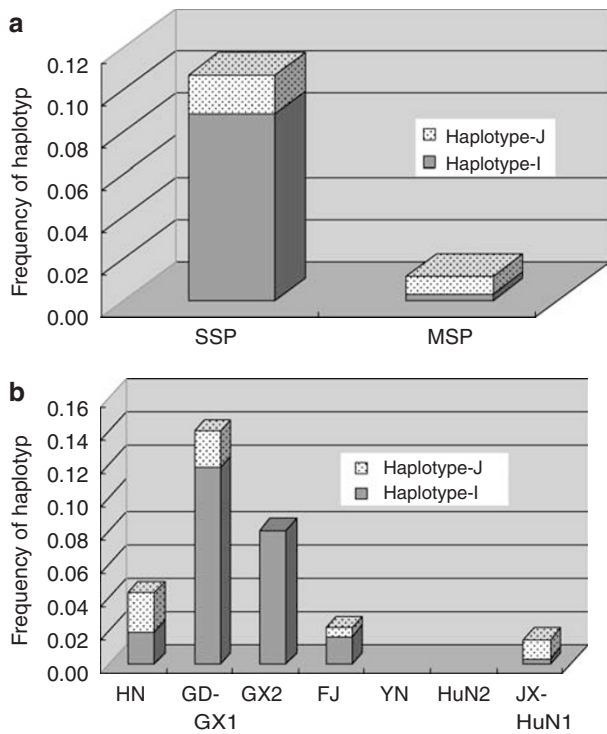 a
Frequency of haplotyp
0.12
0.10
0.08
0.06
0.04
0.02
0.00
Haplotype-J
Haplotype-I
SSP
MSP
b
Frequency of haplotyp
0.16
0.14
0.12
0.10
0.08
0.06
0.04
0.02
0.00
Haplotype-J
Haplotype-I
HN
GD-
GX1
GX2
FJ
YN
HuN2
JX-
HuN1